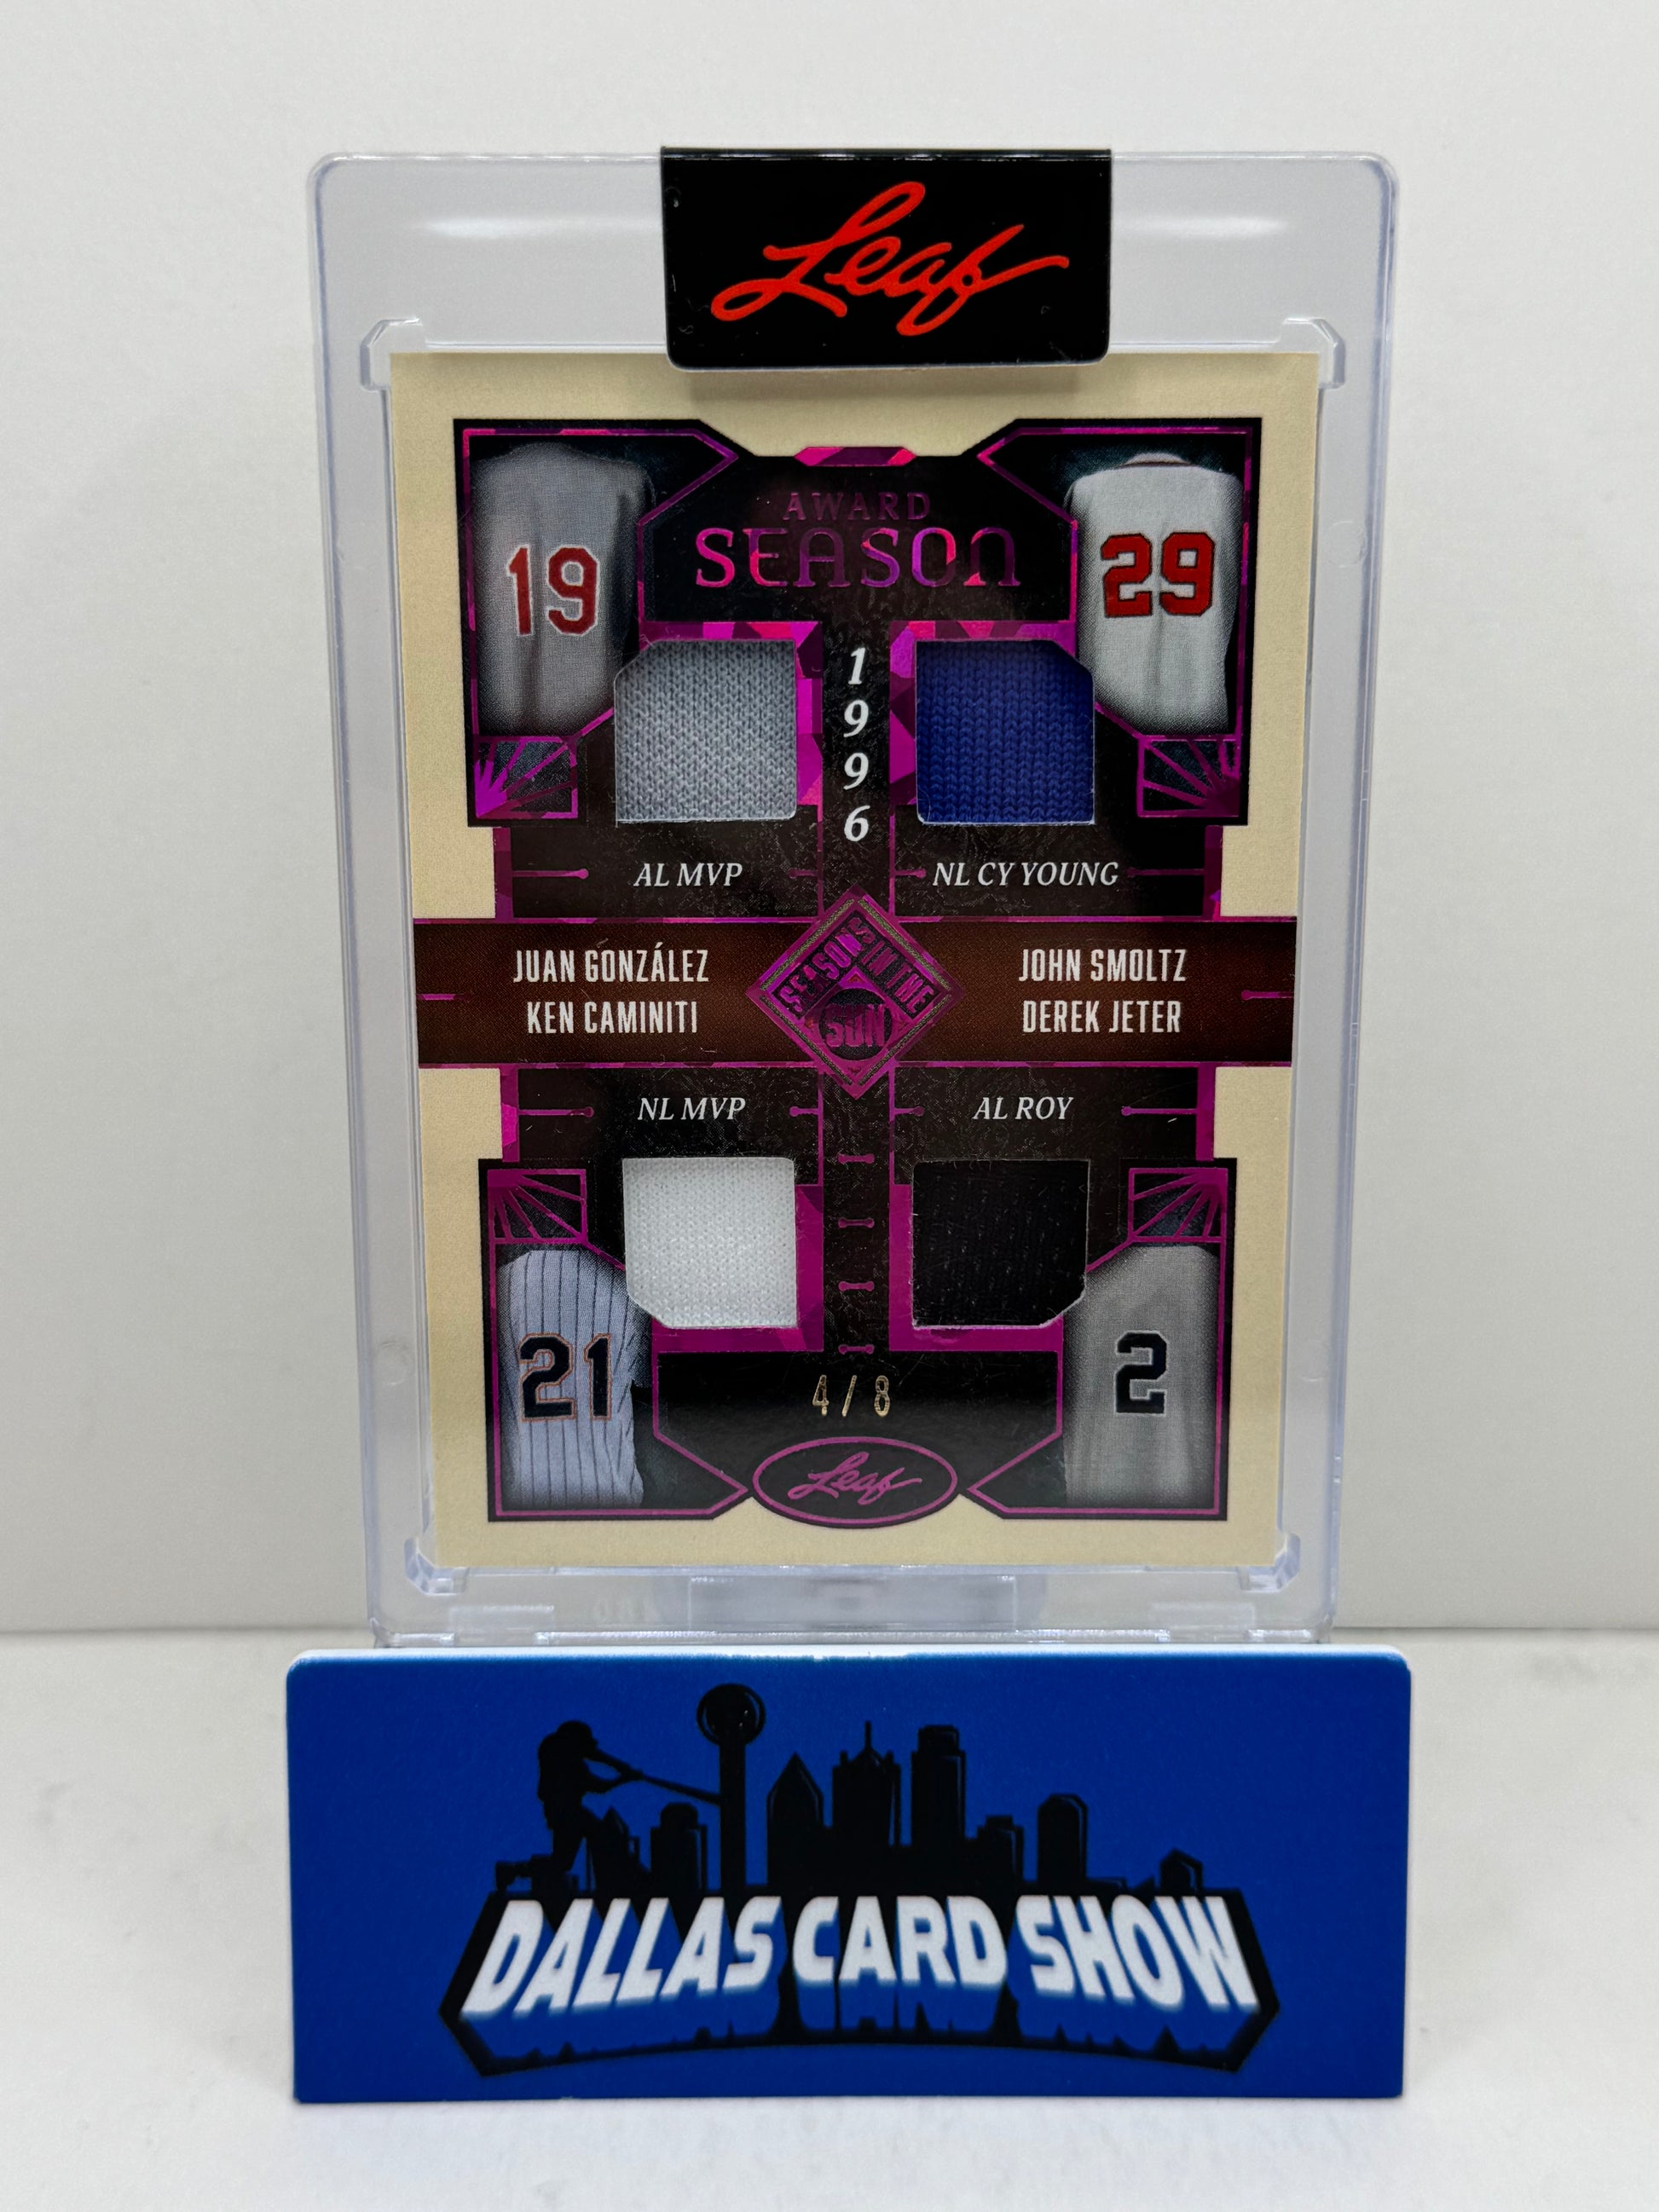 Leaf
AWARD
SEASON
19
29
1
9
9
6
AL MVP
NL CY YOUNG
JUAN GONZÁLEZ
KEN CAMINITI
JOHN SMOLTZ
DEREK JETER
SEASONS IN THE
SUN
NL MVP
AL ROY
21
2
4/8
Leaf
DALLAS CARD SHOW